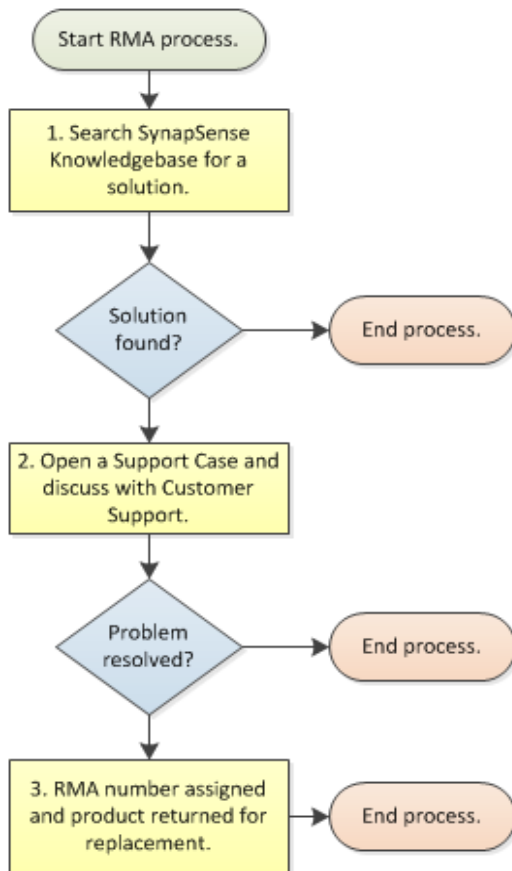 Start RMA process.
1. Search SynapSense
Knowledgebase for a
solution.
Solution
found?
End process.
2. Open a Support Case and
discuss with Customer
Support.
Problem
resolved?
End process.
3. RMA number assigned
and product returned for
replacement.
End process.